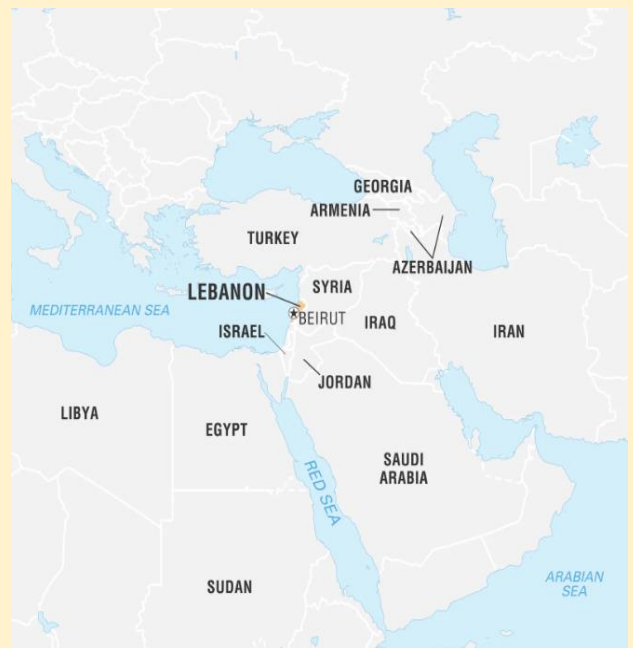 GEORGIA
ARMENIA
TURKEY
AZERBAIJAN
SYRIA
LEBANON
MEDITERRANEAN SEA
BEIRUT
IRAQ
IRAN
ISRAEL
JORDAN
LIBYA
EGYPT
SAUDI
ARABIA
RED SEA
SUDAN
ARABIAN
SEA